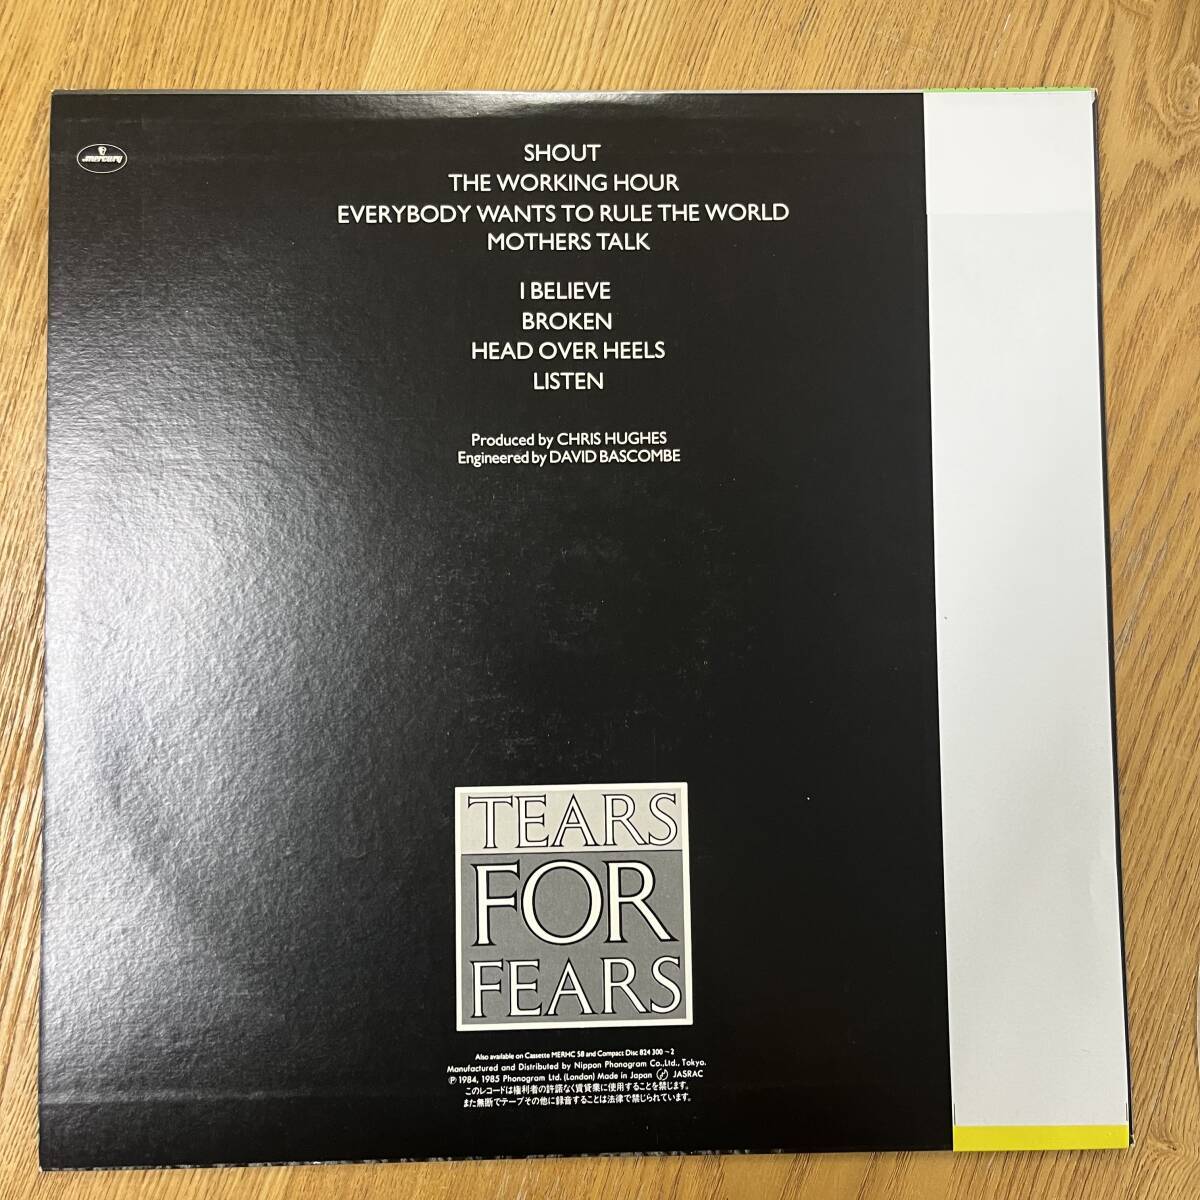 mercury
SHOUT
THE WORKING HOUR
EVERYBODY WANTS TO RULE THE WORLD
MOTHERS TALK
I BELIEVE
BROKEN
HEAD OVER HEELS
LISTEN
Produced by CHRIS HUGHES
Engineered by DAVID BASCOMBE
TEARS
FOR
FEARS
Also available on Cassette MERHC 58 and Compact Disc 824 300-2
Manufactured and Distributed by Nippon Phonogram Co.,Ltd., Tokyo.
Ⓟ 1984, 1985 Phonogram Ltd. (London) Made in Japan JASRAC
このレコードは権利者の許諾なく賃貸業に使用することを禁じます。
また無断でテープその他に録音することは法律で禁じられています。